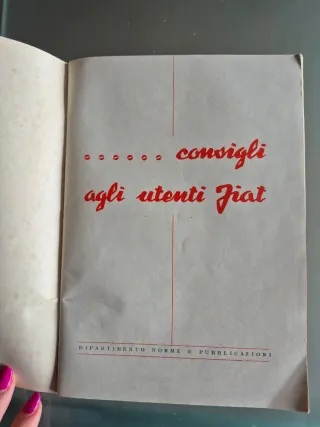 ...... consigli
agli utenti Fiat
DIPARTIMENTO NORME E PUBBLICAZIONI